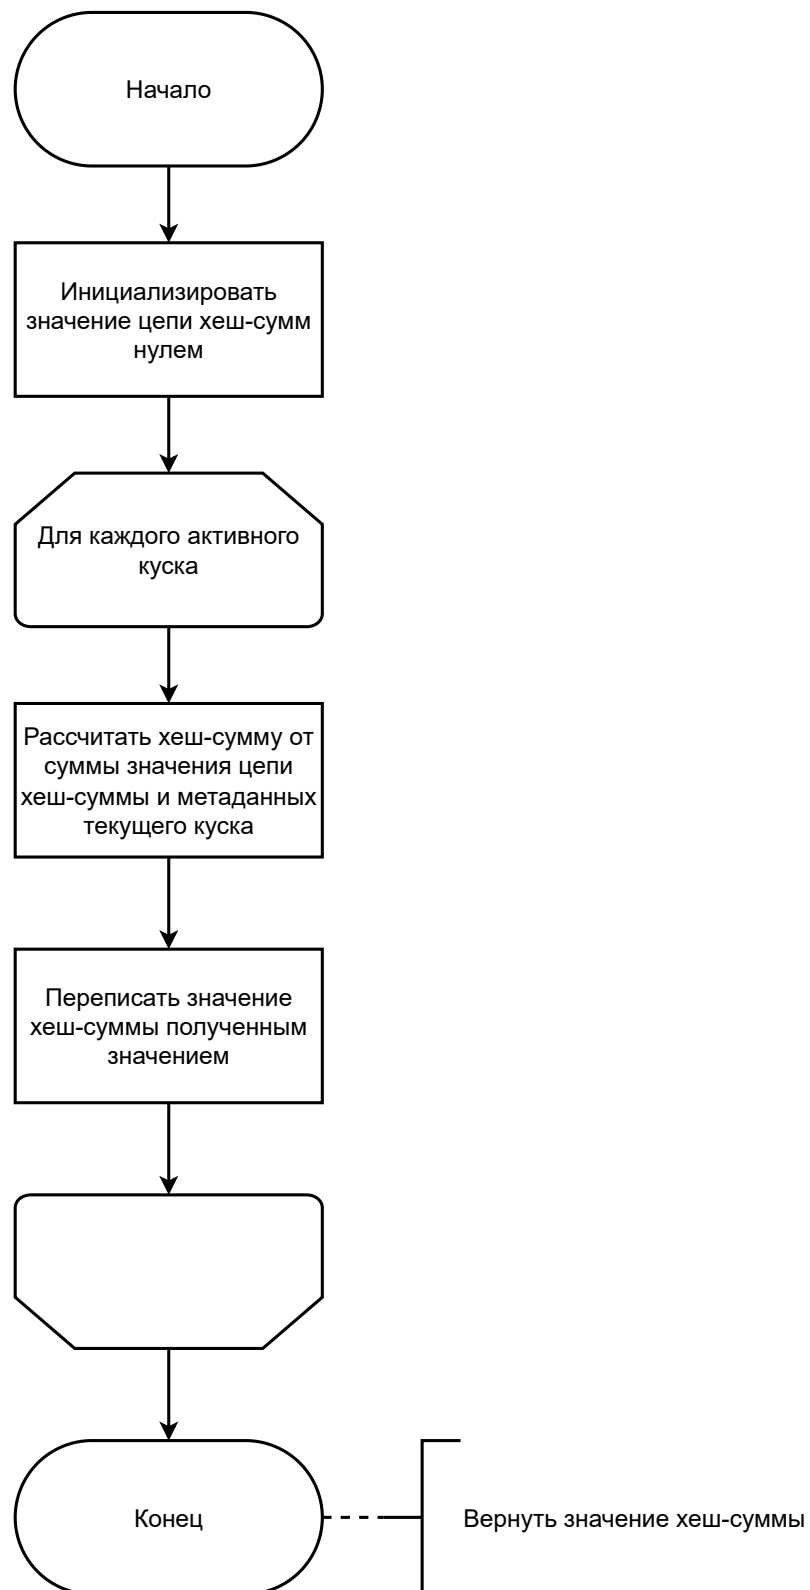 Начало
Инициализировать
значение цепи хеш-сумм
нулем
Для каждого активного
куска
Рассчитать хеш-сумму от
суммы значения цепи
хеш-суммы и метаданных
текущего куска
Переписать значение
хеш-суммы полученным
значением
Конец
Вернуть значение хеш-суммы